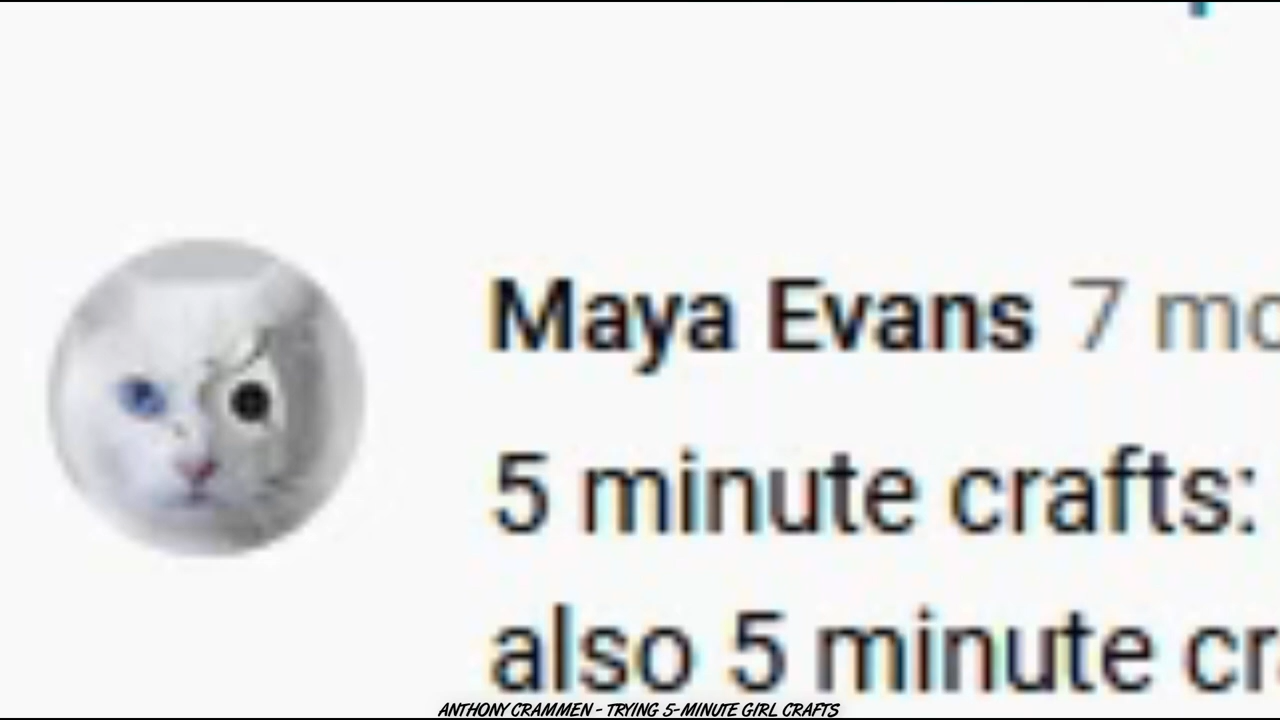 Maya Evans 7 mo
5 minute crafts:
also 5 minute cr
ANTHONY CRAMMEN - TRYING 5-MINUTE GIRL CRAFTS